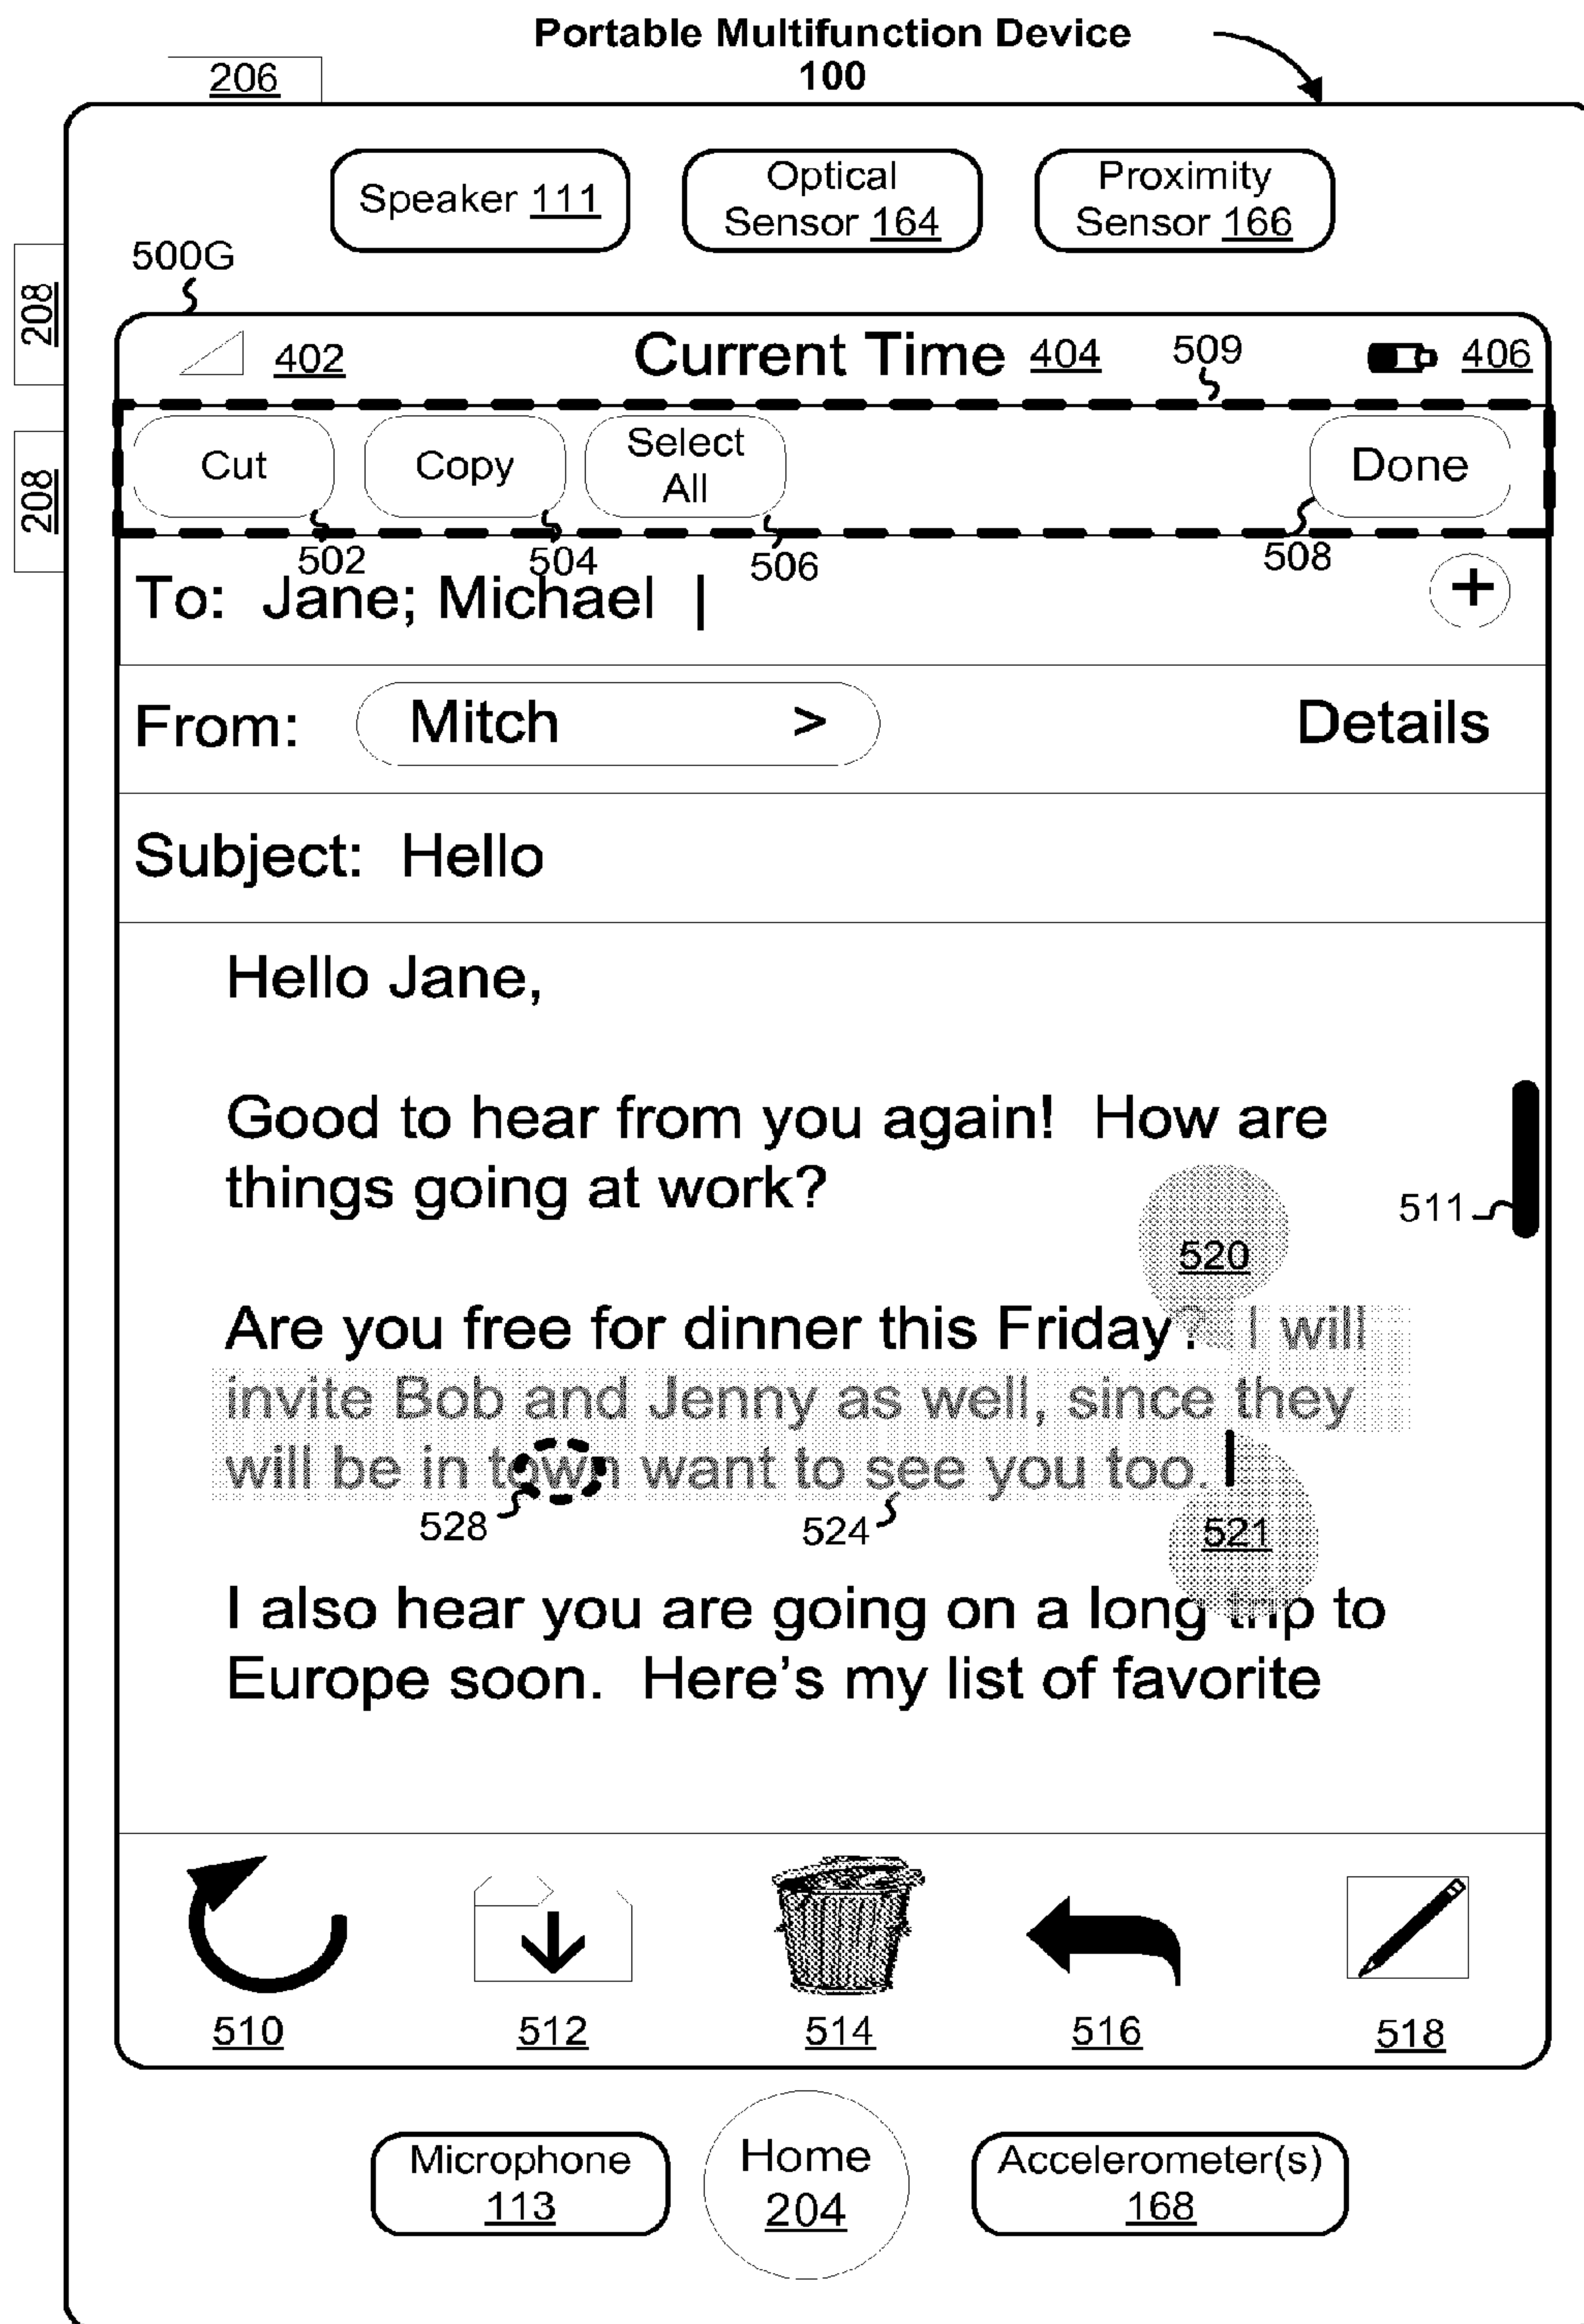 Portable Multifunction Device
100
206
Speaker 111
Optical
Sensor 164
Proximity
Sensor 166
208
500G
402
Current Time 404
509
406
208
Cut
Copy
Select
All
Done
502
504
506
508
To: Jane; Michael
+
From: Mitch >
Details
Subject: Hello
Hello Jane,
Good to hear from you again! How are
things going at work?
511
520
Are you free for dinner this Friday? I will
invite Bob and Jenny as well, since they
will be in town want to see you too.
528
524
521
I also hear you are going on a long trip to
Europe soon. Here's my list of favorite
510
512
514
516
518
Microphone
113
Home
204
Accelerometer(s)
168